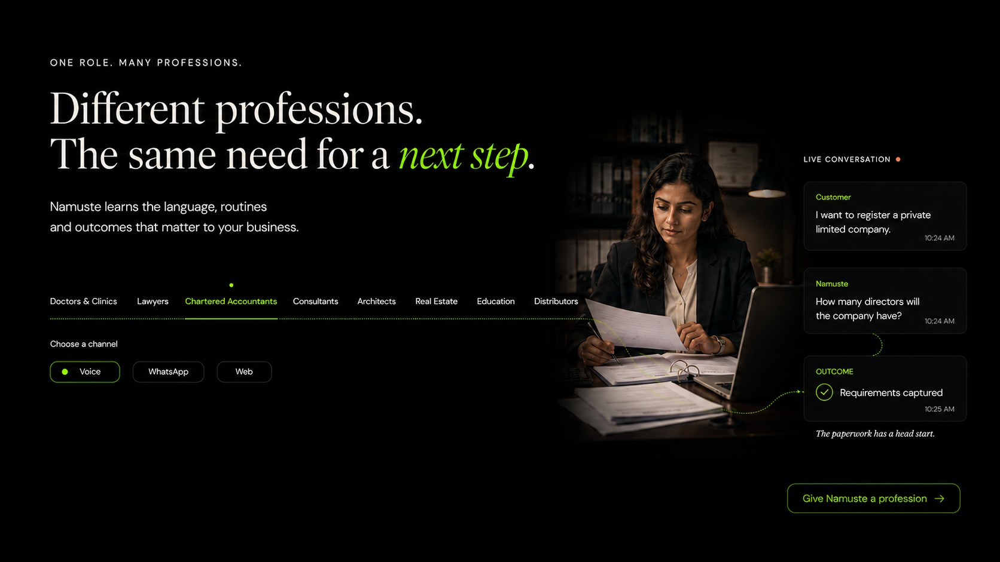 ONE ROLE. MANY PROFESSIONS.
Different professions.
The same need for a next step.
Namuste learns the language, routines
and outcomes that matter to your business.
Doctors & Clinics
Lawyers
Chartered Accountants
Consultants
Architects
Real Estate
Education
Distributors
Choose a channel
Voice
WhatsApp
Web
LIVE CONVERSATION
Customer
I want to register a private
limited company.
10:24 AM
Namuste
How many directors will
the company have?
10:24 AM
OUTCOME
Requirements captured
10:25 AM
The paperwork has a head start.
Give Namuste a profession →